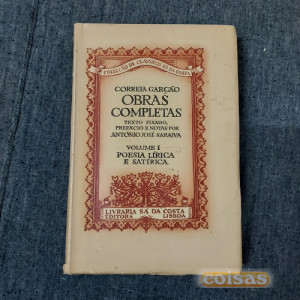 COLECÇÃO DE CLÁSSICOS SÁ DA COSTA
CORREIA GARÇÃO
OBRAS
COMPLETAS
TEXTO FIXADO,
PREFÁCIO E NOTAS POR
ANTÓNIO JOSÉ SARAIVA
VOLUME I
POESIA LÍRICA
E SATÍRICA
LIVRARIA SÁ DA COSTA
EDITORA LISBOA
coisas